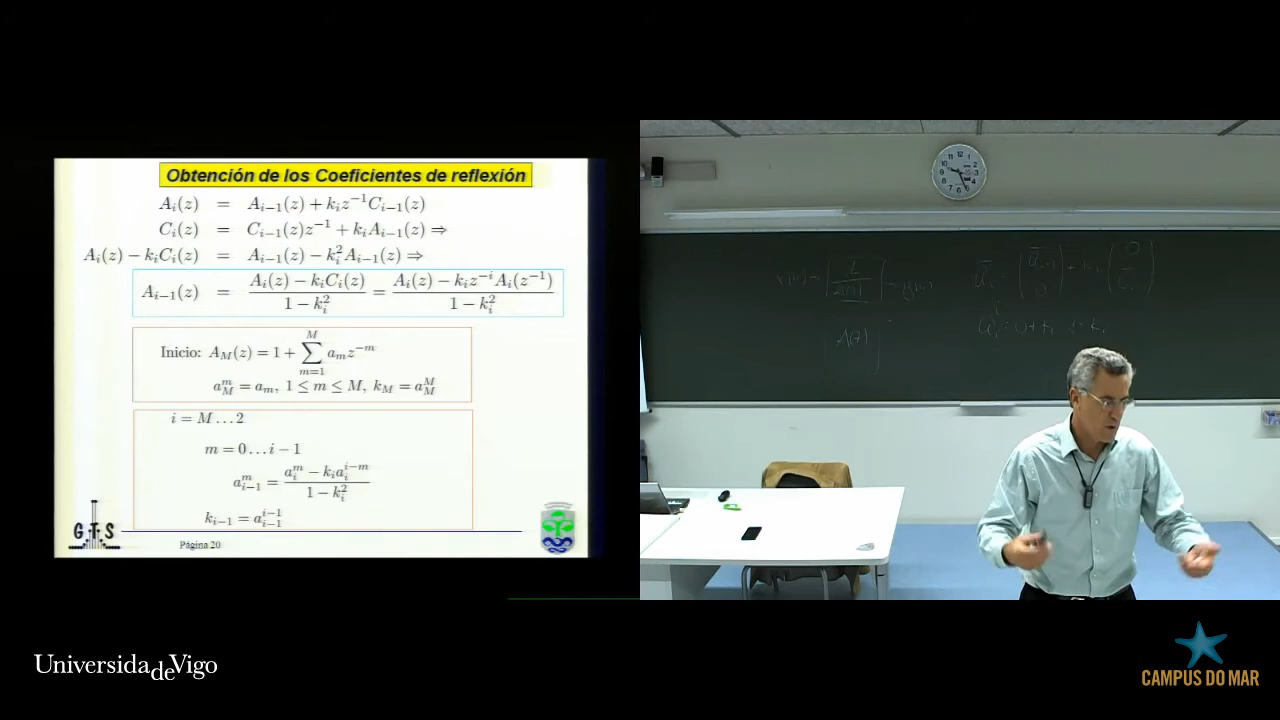 Obtención de los Coeficientes de reflexión
A_i(z) = A_{i-1}(z) + k_i z^{-1} C_{i-1}(z)
C_i(z) = C_{i-1}(z) z^{-1} + k_i A_{i-1}(z) ⇒
A_i(z) - k_i C_i(z) = A_{i-1}(z) - k_i^2 A_{i-1}(z) ⇒
A_{i-1}(z) = \frac{A_i(z) - k_i C_i(z)}{1 - k_i^2} = \frac{A_i(z) - k_i z^{-i} A_i(z^{-1})}{1 - k_i^2}
Inicio: A_M(z) = 1 + \sum_{m=1}^{M} a_m z^{-m}
a_M^m = a_m, 1 ≤ m ≤ M, k_M = a_M^M
i = M ... 2
m = 0 ... i - 1
a_{i-1}^m = \frac{a_i^m - k_i a_i^{i-m}}{1 - k_i^2}
k_{i-1} = a_{i-1}^{i-1}
GTS
Página 20
A(z)
Universidade de Vigo
CAMPUS DO MAR